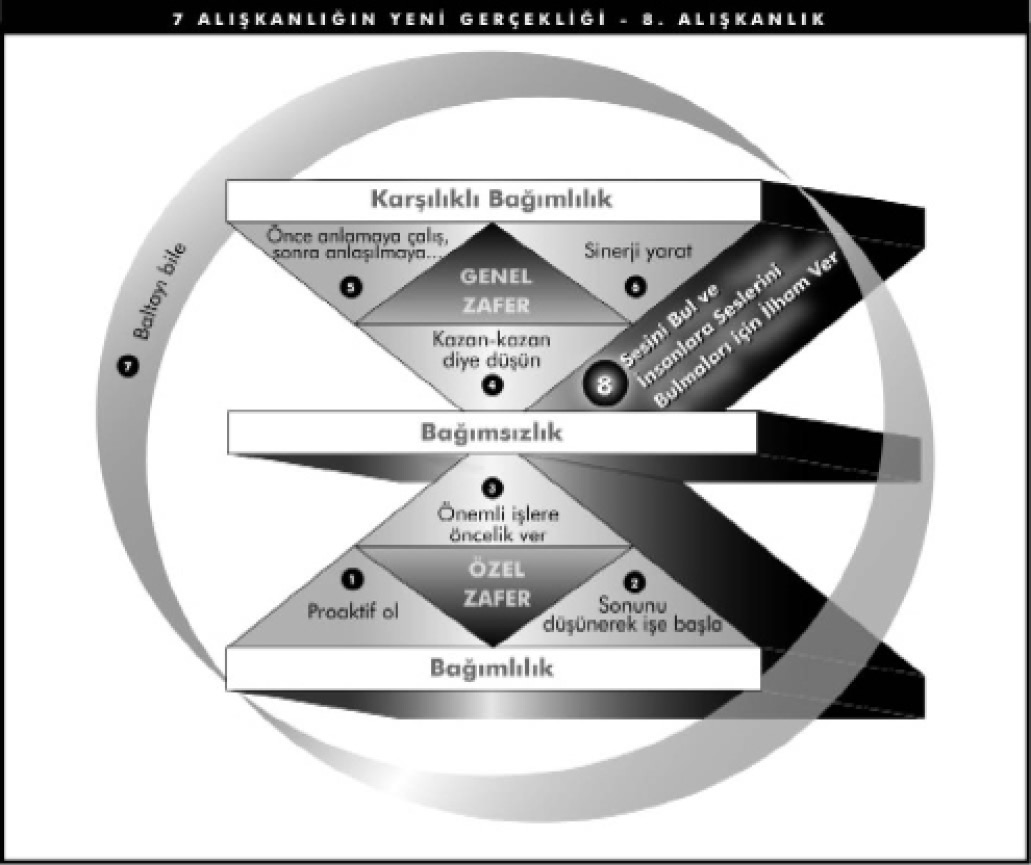 7 ALIŞKANLIĞIN YENİ GERÇEKLİĞİ - 8. ALIŞKANLIK
Karşılıklı Bağımlılık
Önce anlamaya çalış,
sonra anlaşılmaya...
5
GENEL
ZAFER
Sinerji yarat
6
Kazan-kazan
diye düşün
4
8
Sesini Bul ve
İnsanlara Seslerini
Bulmaları için İlham Ver
7 Baltayı bile
Bağımsızlık
3
Önemli işlere
öncelik ver
1
Proaktif ol
ÖZEL
ZAFER
2
Sonunu
düşünerek işe başla
Bağımlılık